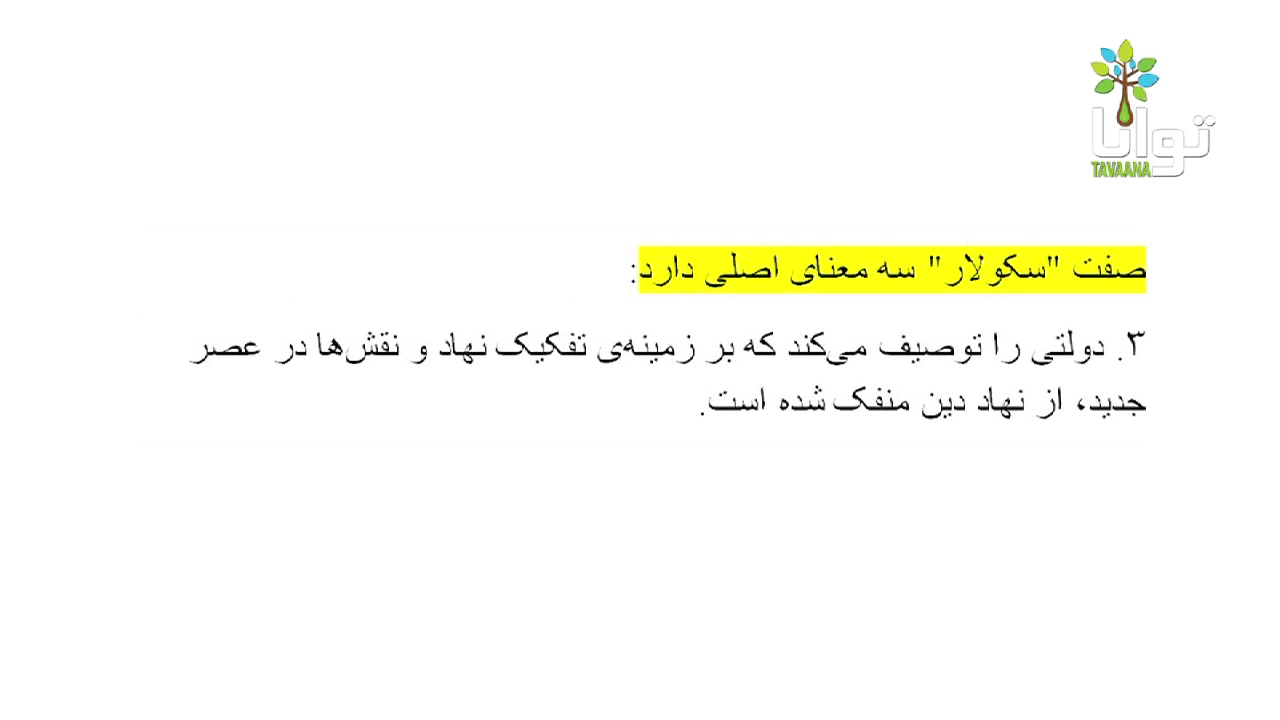 توانا
TAVAANA
صفت "سکولار" سه معنای اصلی دارد:
۳. دولتی را توصیف می‌کند که بر زمینه‌ی تفکیک نهاد و نقش‌ها در عصر
جدید، از نهاد دین منفک شده است.